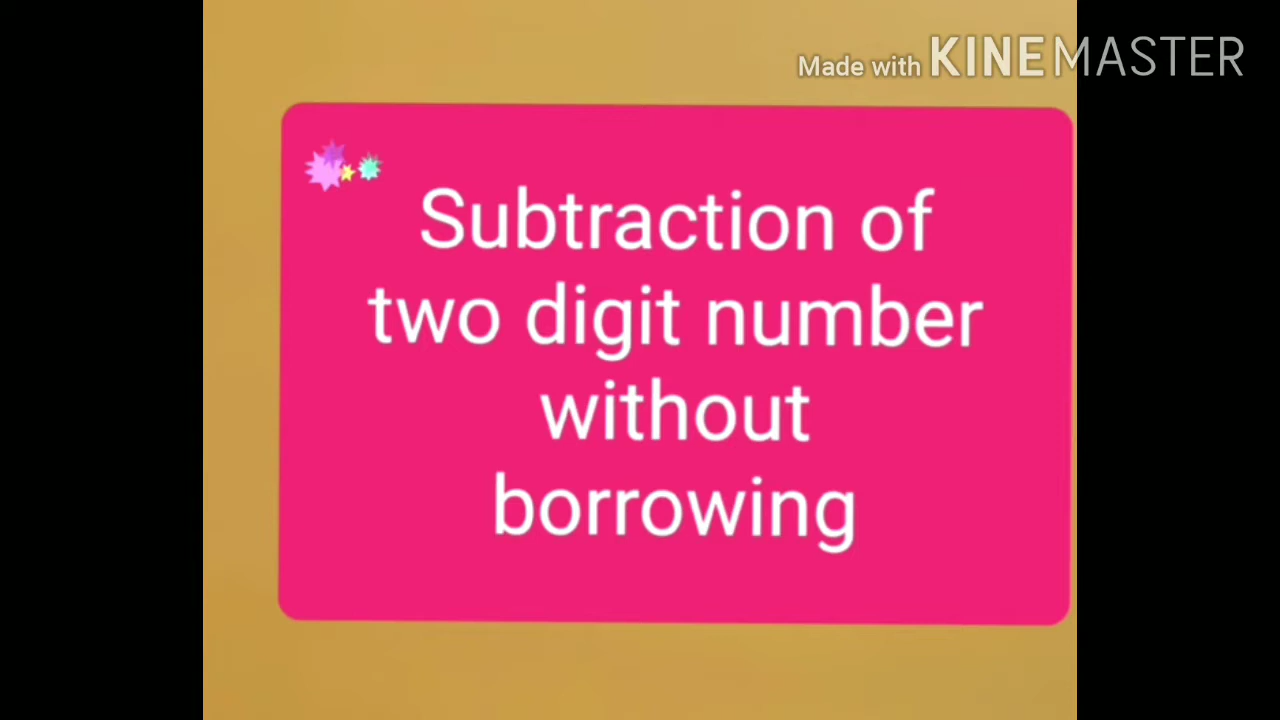 Made with KINEMASTER
Subtraction of
two digit number
without
borrowing